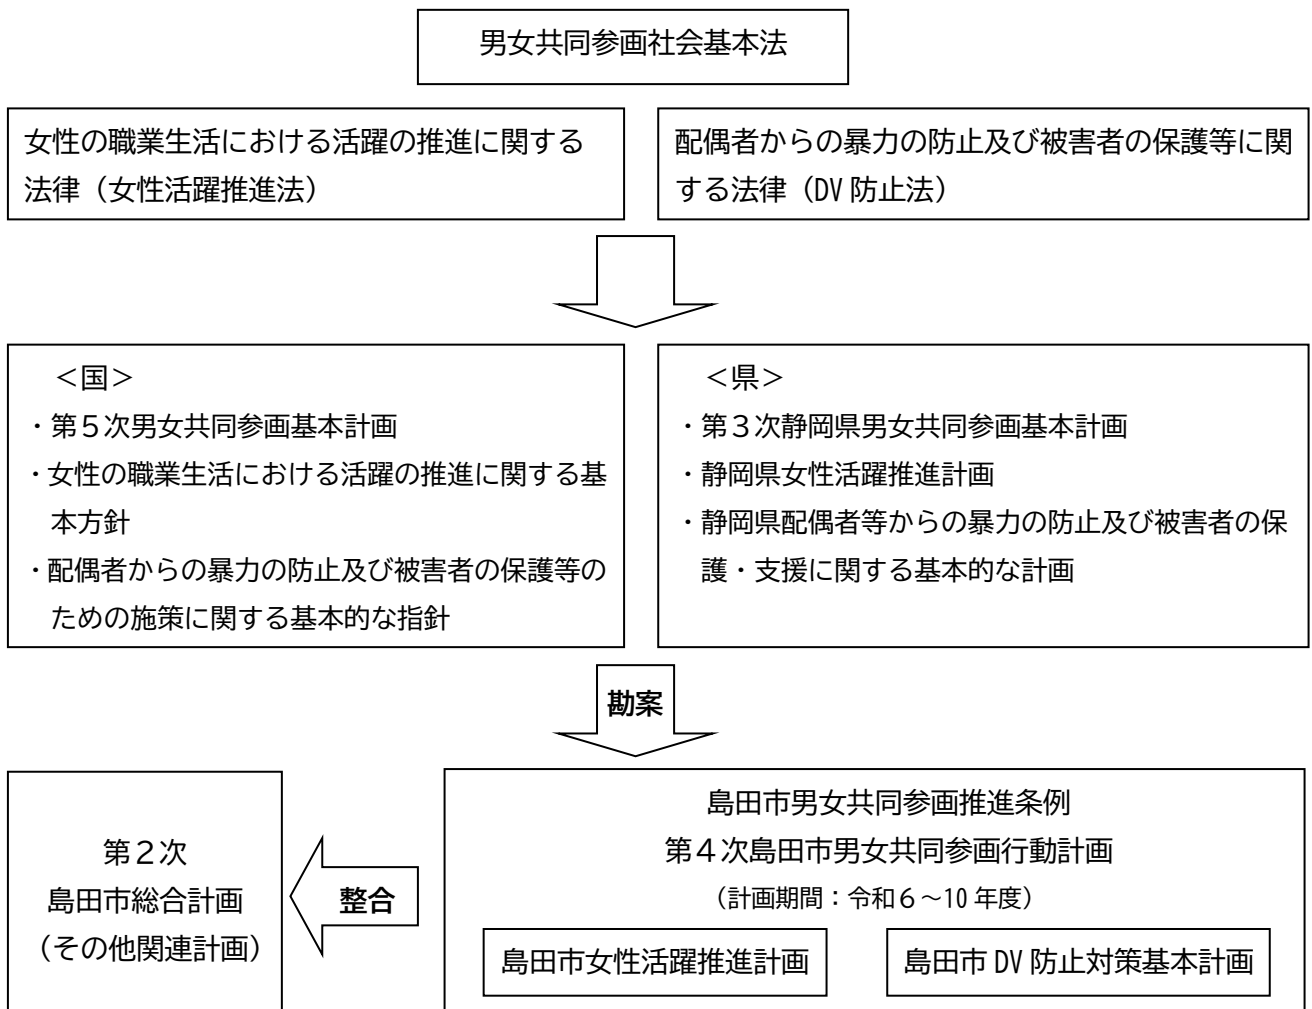 男女共同参画社会基本法
女性の職業生活における活躍の推進に関する
法律（女性活躍推進法）
配偶者からの暴力の防止及び被害者の保護等に関
する法律（DV 防止法）
＜国＞
・第５次男女共同参画基本計画
・女性の職業生活における活躍の推進に関する基
本方針
・配偶者からの暴力の防止及び被害者の保護等の
ための施策に関する基本的な指針
＜県＞
・第３次静岡県男女共同参画基本計画
・静岡県女性活躍推進計画
・静岡県配偶者等からの暴力の防止及び被害者の保
護・支援に関する基本的な計画
勘案
島田市男女共同参画推進条例
第４次島田市男女共同参画行動計画
（計画期間：令和６～10 年度）
島田市女性活躍推進計画
島田市 DV 防止対策基本計画
整合
第２次
島田市総合計画
（その他関連計画）